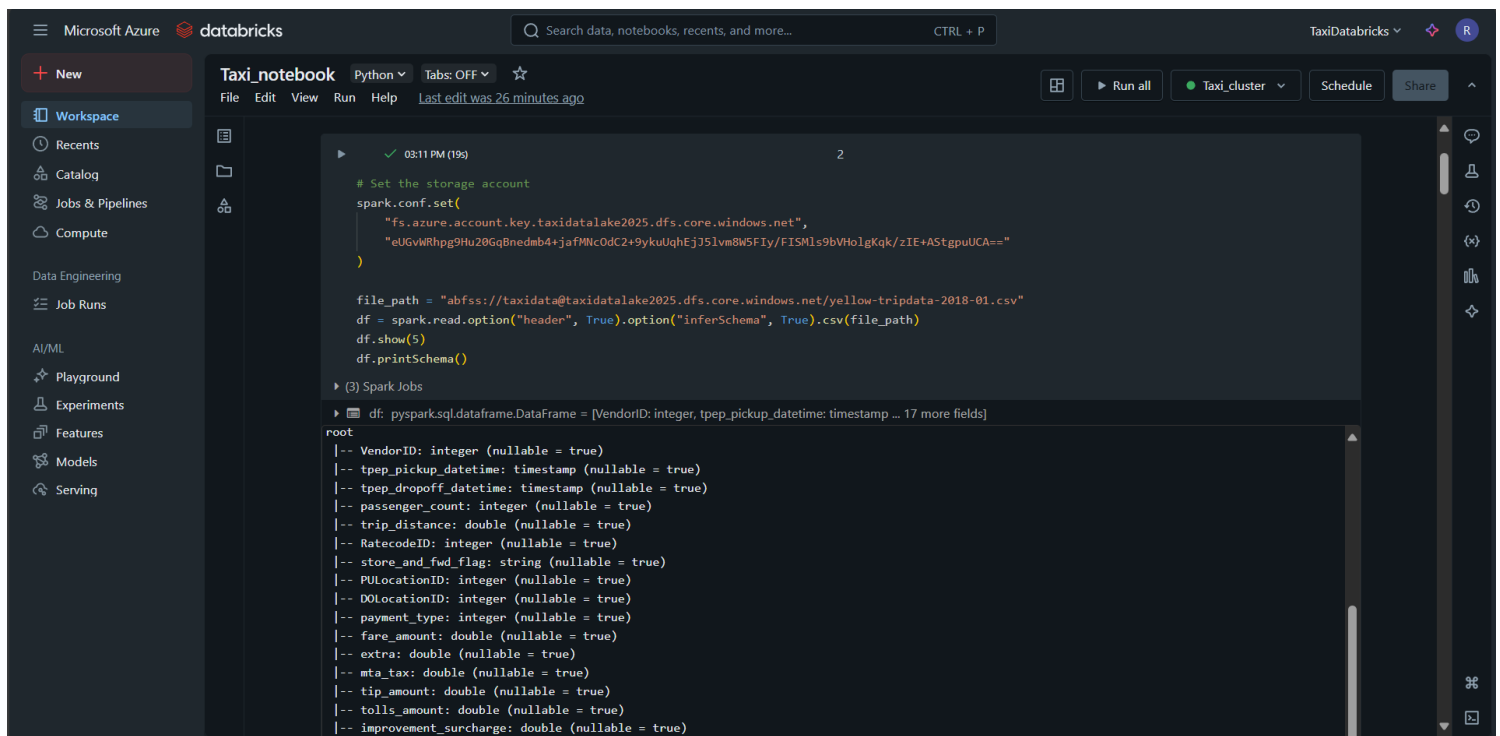 Microsoft Azure databricks
Search data, notebooks, recents, and more... CTRL + P
TaxiDatabricks
R
New
Workspace
Recents
Catalog
Jobs & Pipelines
Compute
Data Engineering
Job Runs
AI/ML
Playground
Experiments
Features
Models
Serving
Taxi_notebook Python Tabs: OFF
File Edit View Run Help Last edit was 26 minutes ago
Run all Taxi_cluster Schedule Share
03:11 PM (19s) 2
# Set the storage account
spark.conf.set(
"fs.azure.account.key.taxidatalake2025.dfs.core.windows.net",
)
file_path = "abfss://taxidata@taxidatalake2025.dfs.core.windows.net/yellow-tripdata-2018-01.csv"
df = spark.read.option("header", True).option("inferSchema", True).csv(file_path)
df.show(5)
df.printSchema()
(3) Spark Jobs
df: pyspark.sql.dataframe.DataFrame = [VendorID: integer, tpep_pickup_datetime: timestamp ... 17 more fields]
root
|-- VendorID: integer (nullable = true)
|-- tpep_pickup_datetime: timestamp (nullable = true)
|-- tpep_dropoff_datetime: timestamp (nullable = true)
|-- passenger_count: integer (nullable = true)
|-- trip_distance: double (nullable = true)
|-- RatecodeID: integer (nullable = true)
|-- store_and_fwd_flag: string (nullable = true)
|-- PULocationID: integer (nullable = true)
|-- DOLocationID: integer (nullable = true)
|-- payment_type: integer (nullable = true)
|-- fare_amount: double (nullable = true)
|-- extra: double (nullable = true)
|-- mta_tax: double (nullable = true)
|-- tip_amount: double (nullable = true)
|-- tolls_amount: double (nullable = true)
|-- improvement_surcharge: double (nullable = true)